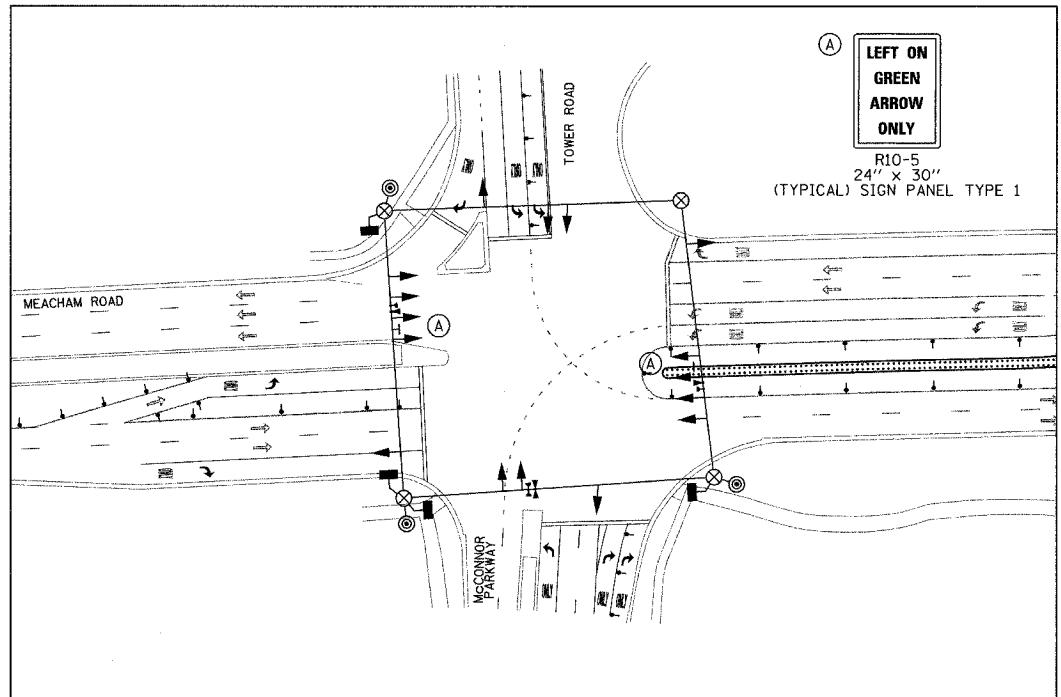 A
LEFT ON
GREEN
ARROW
ONLY
R10-5
24" x 30"
(TYPICAL) SIGN PANEL TYPE 1
TOWER ROAD
MEACHAM ROAD
A
A
McCONNOR
PARKWAY